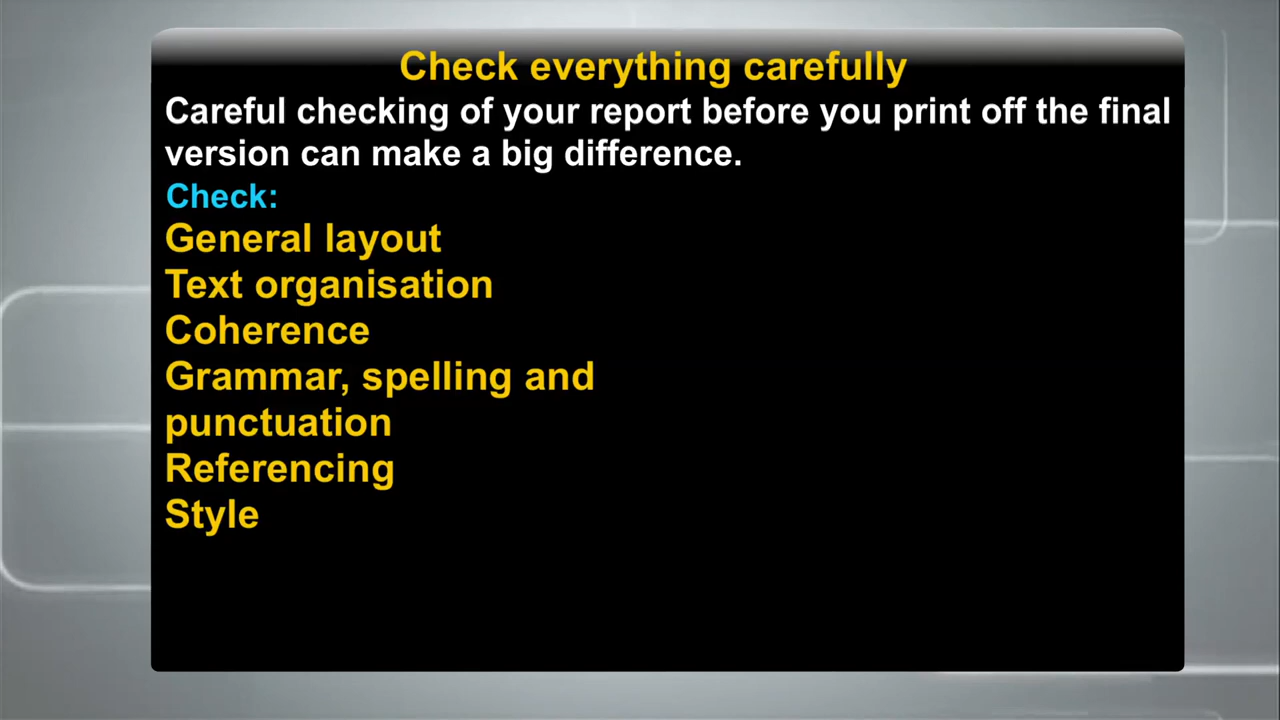 Check everything carefully
Careful checking of your report before you print off the final
version can make a big difference.
Check:
General layout
Text organisation
Coherence
Grammar, spelling and
punctuation
Referencing
Style